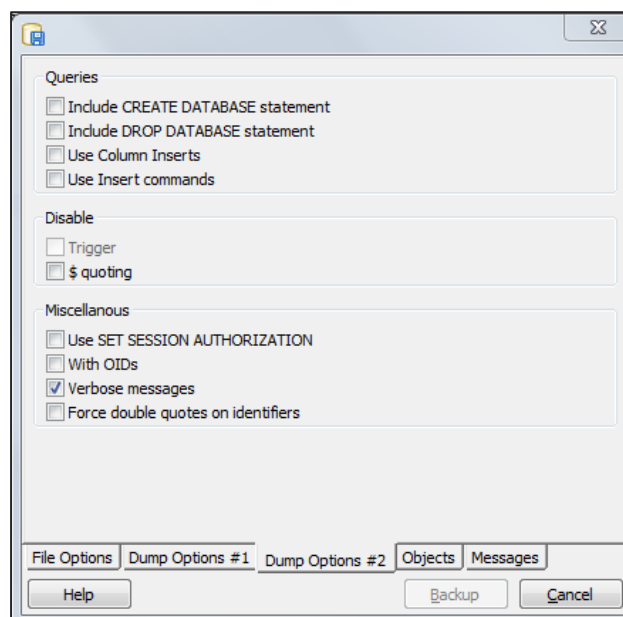 Queries
Include CREATE DATABASE statement
Include DROP DATABASE statement
Use Column Inserts
Use Insert commands
Disable
Trigger
$ quoting
Miscellanous
Use SET SESSION AUTHORIZATION
With OIDs
Verbose messages
Force double quotes on identifiers
File Options Dump Options #1 Dump Options #2 Objects Messages
Help Backup Cancel